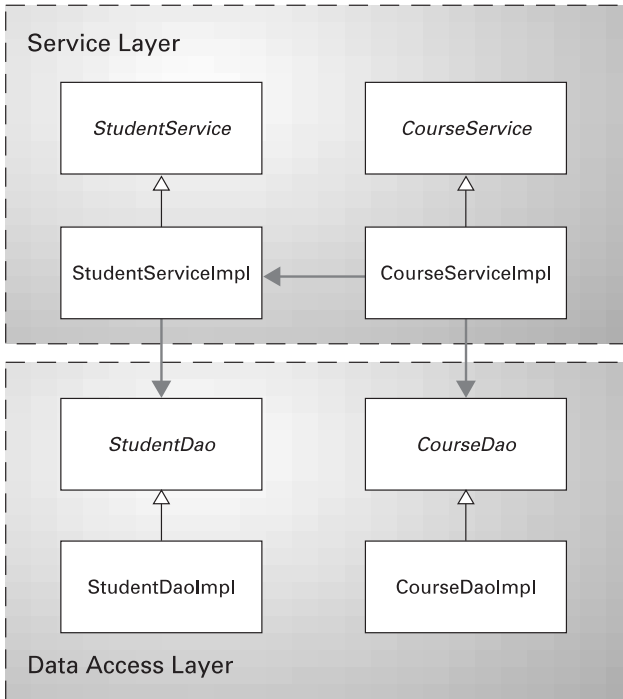 Service Layer
StudentService
CourseService
StudentServiceImpl
CourseServiceImpl
StudentDao
CourseDao
StudentDaoImpl
CourseDaoImpl
Data Access Layer